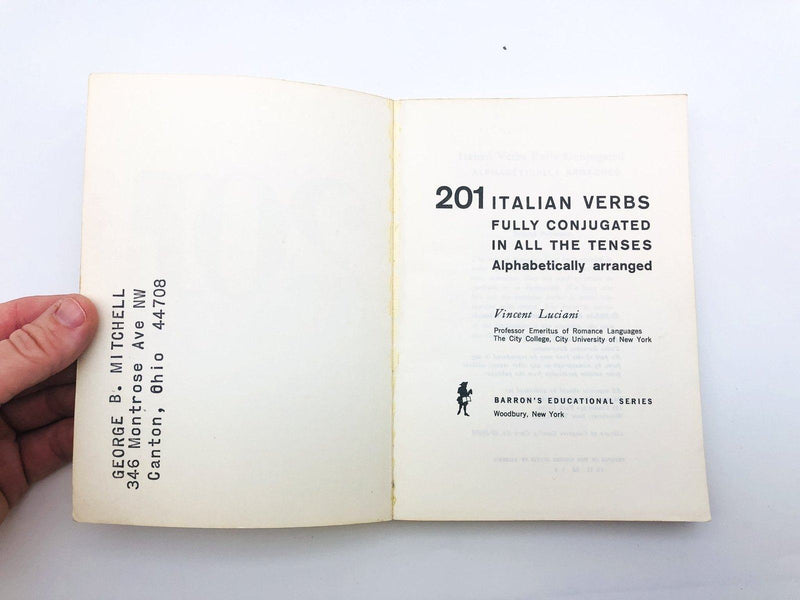 GEORGE B. MITCHELL
346 Montrose Ave NW
Canton, Ohio 44708
201 ITALIAN VERBS
FULLY CONJUGATED
IN ALL THE TENSES
Alphabetically arranged
Vincent Luciani
Professor Emeritus of Romance Languages
The City College, City University of New York
BARRON'S EDUCATIONAL SERIES
Woodbury, New York